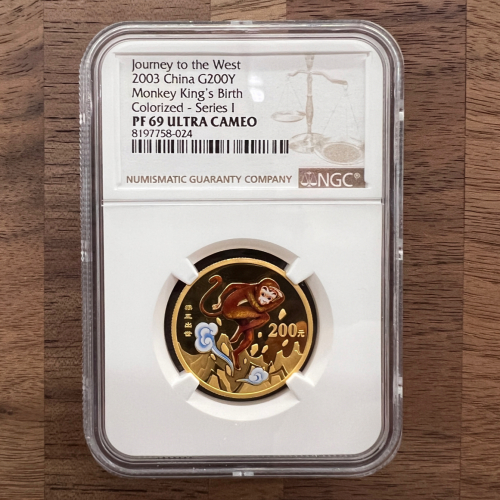 Journey to the West
2003 China G200Y
Monkey King's Birth
Colorized - Series I
PF 69 ULTRA CAMEO
8197758-024
NUMISMATIC GUARANTY COMPANY NGC®
200元